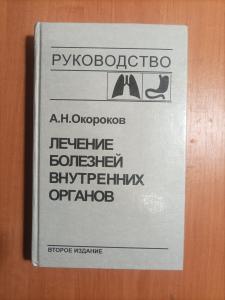 РУКОВОДСТВО
А.Н.Окороков
ЛЕЧЕНИЕ
БОЛЕЗНЕЙ
ВНУТРЕННИХ
ОРГАНОВ
ВТОРОЕ ИЗДАНИЕ